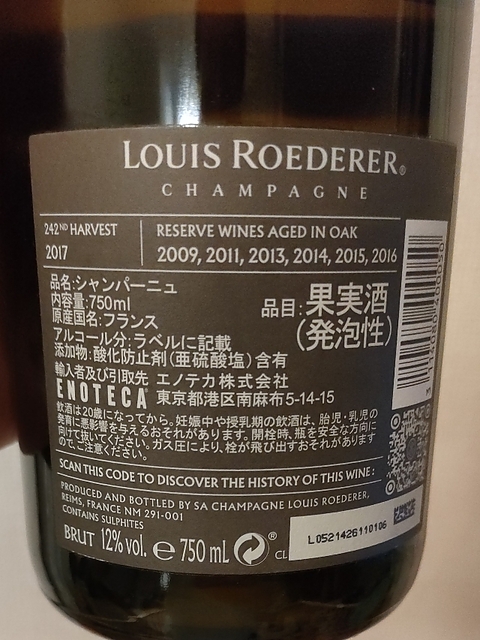 LOUIS ROEDERER®
CHAMPAGNE
242ND HARVEST
2017
RESERVE WINES AGED IN OAK
2009, 2011, 2013, 2014, 2015, 2016
品名:シャンパーニュ
内容量:750ml
原産国名:フランス
品目:果実酒
(発泡性)
アルコール分:ラベルに記載
添加物:酸化防止剤(亜硫酸塩)含有
輸入者及び引取先 エノテカ株式会社
ENOTECA 東京都港区南麻布5-14-15
飲酒は20歳になってから。妊娠中や授乳期の飲酒は、胎児・乳児の
発育に悪影響を与えるおそれがあります。開栓時、瓶を安全な方向に
向けて抜いてください。ガス圧により、栓が飛び出すおそれがあります
ので、ご注意ください。
SCAN THIS CODE TO DISCOVER THE HISTORY OF THIS WINE:
PRODUCED AND BOTTLED BY SA CHAMPAGNE LOUIS ROEDERER,
REIMS, FRANCE NM 291-001
CONTAINS SULPHITES
BRUT 12% vol. e 750 mL ® CL
L0521426110106